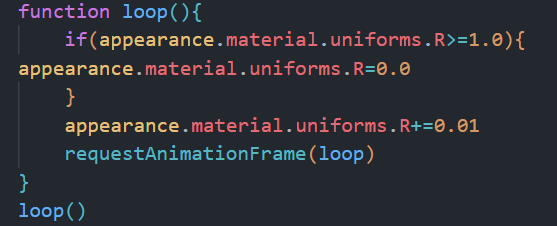 function loop(){
    if(appearance.material.uniforms.R>=1.0){
appearance.material.uniforms.R=0.0
    }
    appearance.material.uniforms.R+=0.01
    requestAnimationFrame(loop)
}
loop()